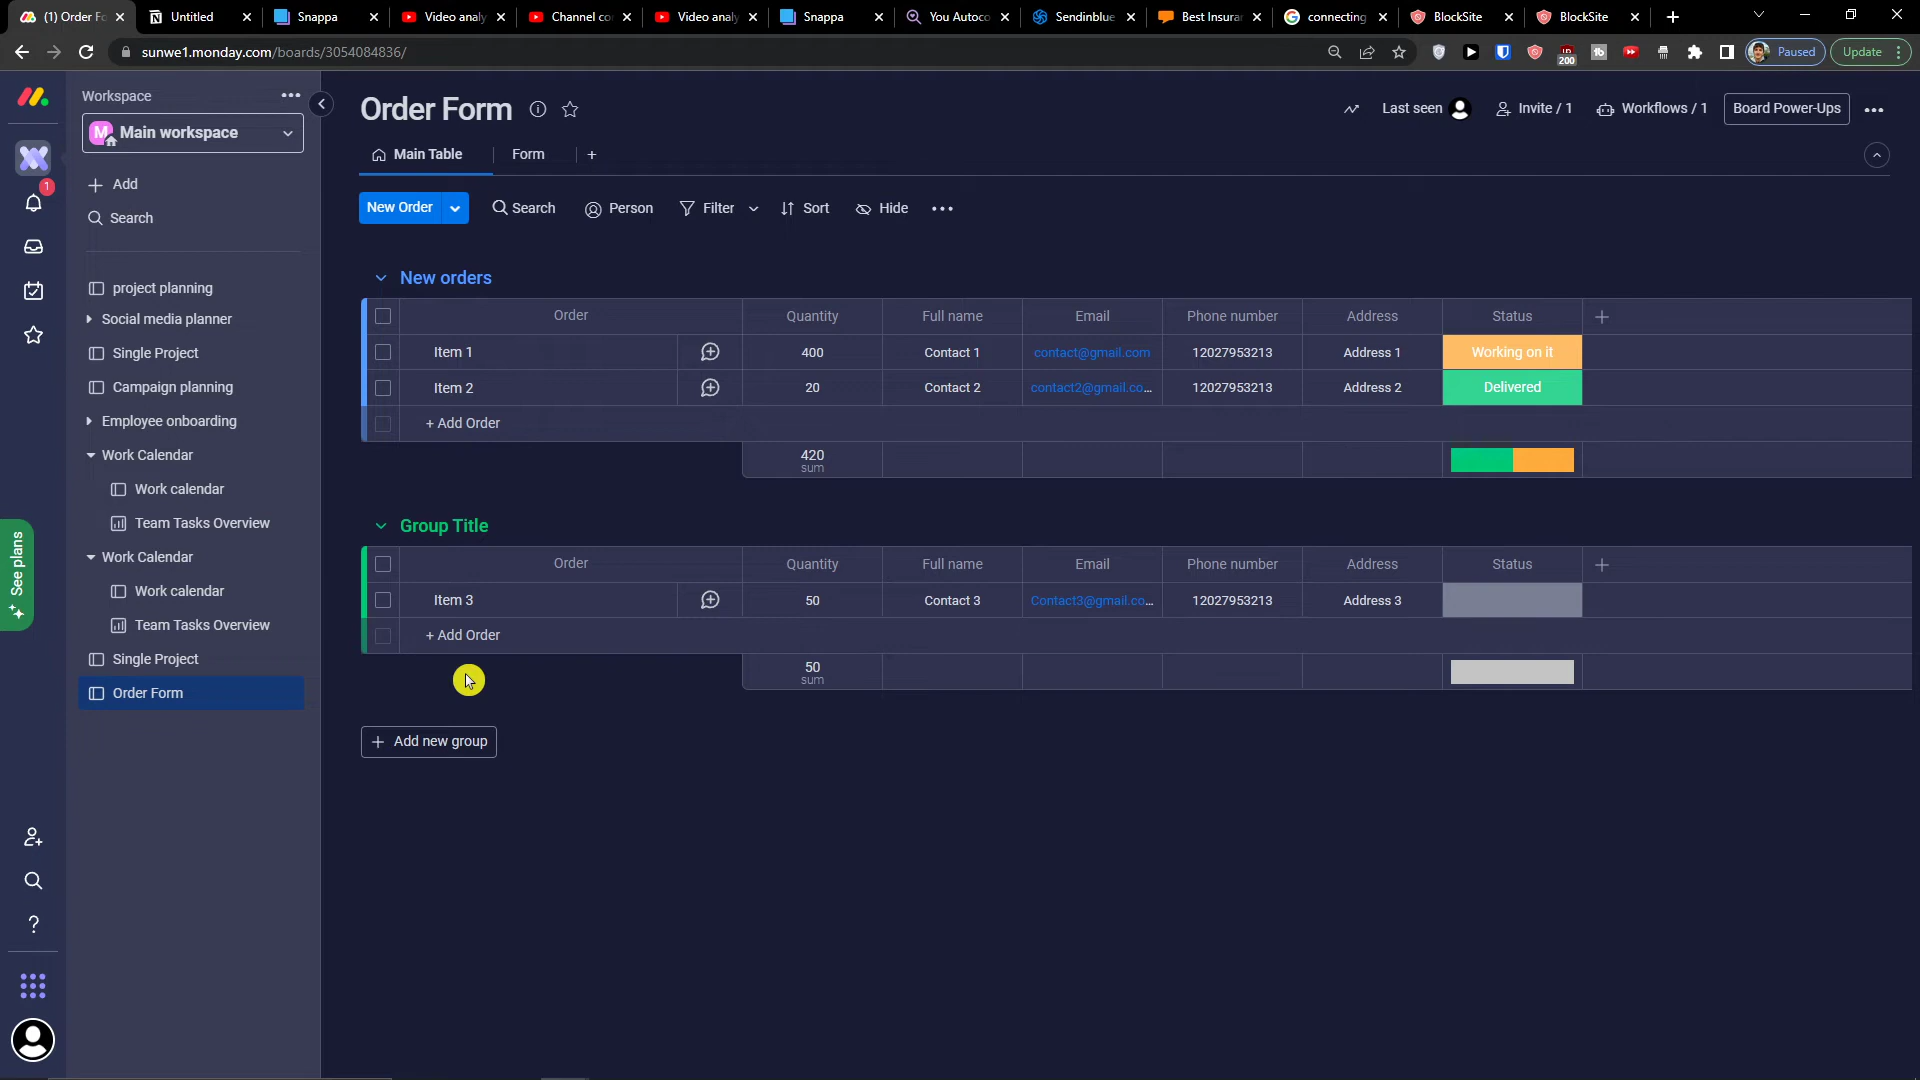 (1) Order Fo
Untitled
Snappa
Video analy
Channel co
Video analy
Snappa
You Autoco
Sendinblue
Best Insuran
connecting
BlockSite
BlockSite
sunwe1.monday.com/boards/3054084836/
200
Paused
Update
Workspace
M Main workspace
Add
Search
project planning
Social media planner
Single Project
Campaign planning
Employee onboarding
Work Calendar
Work calendar
Team Tasks Overview
Work Calendar
Work calendar
Team Tasks Overview
Single Project
Order Form
1
See plans
Order Form
Last seen
Invite / 1
Workflows / 1
Board Power-Ups
Main Table
Form
New Order
Search
Person
Filter
Sort
Hide
New orders
Order Quantity Full name Email Phone number Address Status
Item 1 400 Contact 1 contact@gmail.com 12027953213 Address 1 Working on it
Item 2 20 Contact 2 contact2@gmail.co... 12027953213 Address 2 Delivered
+ Add Order
420
sum
Group Title
Order Quantity Full name Email Phone number Address Status
Item 3 50 Contact 3 Contact3@gmail.co... 12027953213 Address 3
+ Add Order
50
sum
+ Add new group